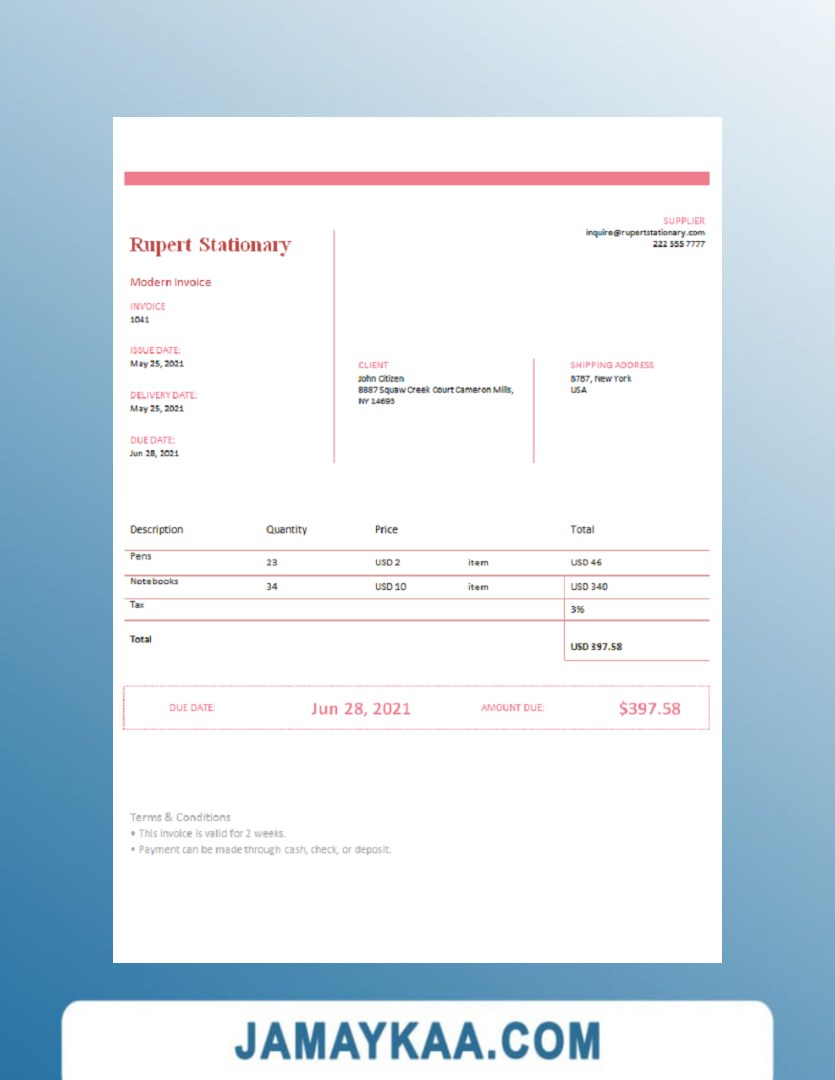 SUPPLIER
inquire@rupertstationary.com
222 555 7777
Rupert Stationary
Modern Invoice
INVOICE
1041
ISSUE DATE:
May 25, 2021
DELIVERY DATE:
May 25, 2021
DUE DATE:
Jun 28, 2021
CLIENT
John Citizen
8887 Squaw Creek Court Cameron Mills,
NY 14693
SHIPPING ADDRESS
8787, New York
USA
Description Quantity Price Total
Pens 23 USD 2 item USD 46
Notebooks 34 USD 10 item USD 340
Tax 3%
Total USD 397.58
DUE DATE: Jun 28, 2021 AMOUNT DUE: $397.58
Terms & Conditions
• This invoice is valid for 2 weeks.
• Payment can be made through cash, check, or deposit.
JAMAYKAA.COM